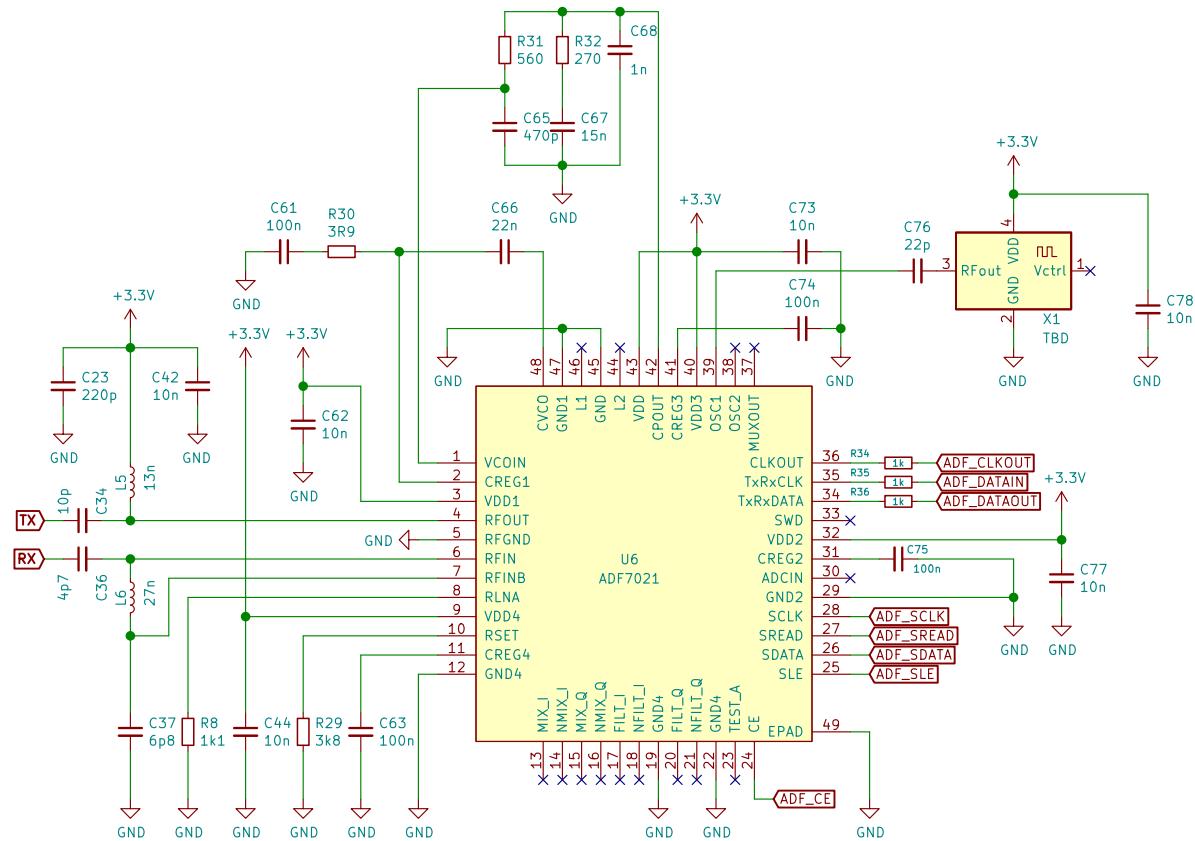 R31
560
R32
270
C68
1n
C65
470p
C67
15n
GND
+3.3V
+3.3V
C61
100n
R30
3R9
C66
22n
C73
10n
C76
22p
4
VDD
3
RFout
Vctrl
1
GND
2
X1
TBD
C78
10n
GND
GND
GND
C74
100n
GND
GND
+3.3V
+3.3V
+3.3V
C23
220p
C42
10n
GND
GND
C62
10n
GND
48
47
46
45
44
43
42
41
40
39
38
37
CVCO
GND1
L1
GND
L2
VDD
CPOUT
CREG3
VDD3
OSC1
OSC2
MUXOUT
L5
13n
10p
C34
TX
RX
4p7
C36
L6
27n
GND
1
VCOIN
2
CREG1
3
VDD1
4
RFOUT
5
RFGND
6
RFIN
7
RFINB
8
RLNA
9
VDD4
10
RSET
11
CREG4
12
GND4
U6
ADF7021
CLKOUT
36
R34
1k
ADF_CLKOUT
TxRxCLK
35
R35
1k
ADF_DATAIN
TxRxDATA
34
R36
1k
ADF_DATAOUT
SWD
33
VDD2
32
CREG2
31
C75
100n
ADCIN
30
GND2
29
SCLK
28
ADF_SCLK
SREAD
27
ADF_SREAD
SDATA
26
ADF_SDATA
SLE
25
ADF_SLE
EPAD
49
+3.3V
C77
10n
GND
GND
MIX_I
NMIX_I
MIX_Q
NMIX_Q
FILT_I
NFILT_I
GND4
FILT_Q
NFILT_Q
GND4
TEST_A
CE
13
14
15
16
17
18
19
20
21
22
23
24
C37
6p8
R8
1k1
C44
10n
R29
3k8
C63
100n
ADF_CE
GND
GND
GND
GND
GND
GND
GND
GND
GND